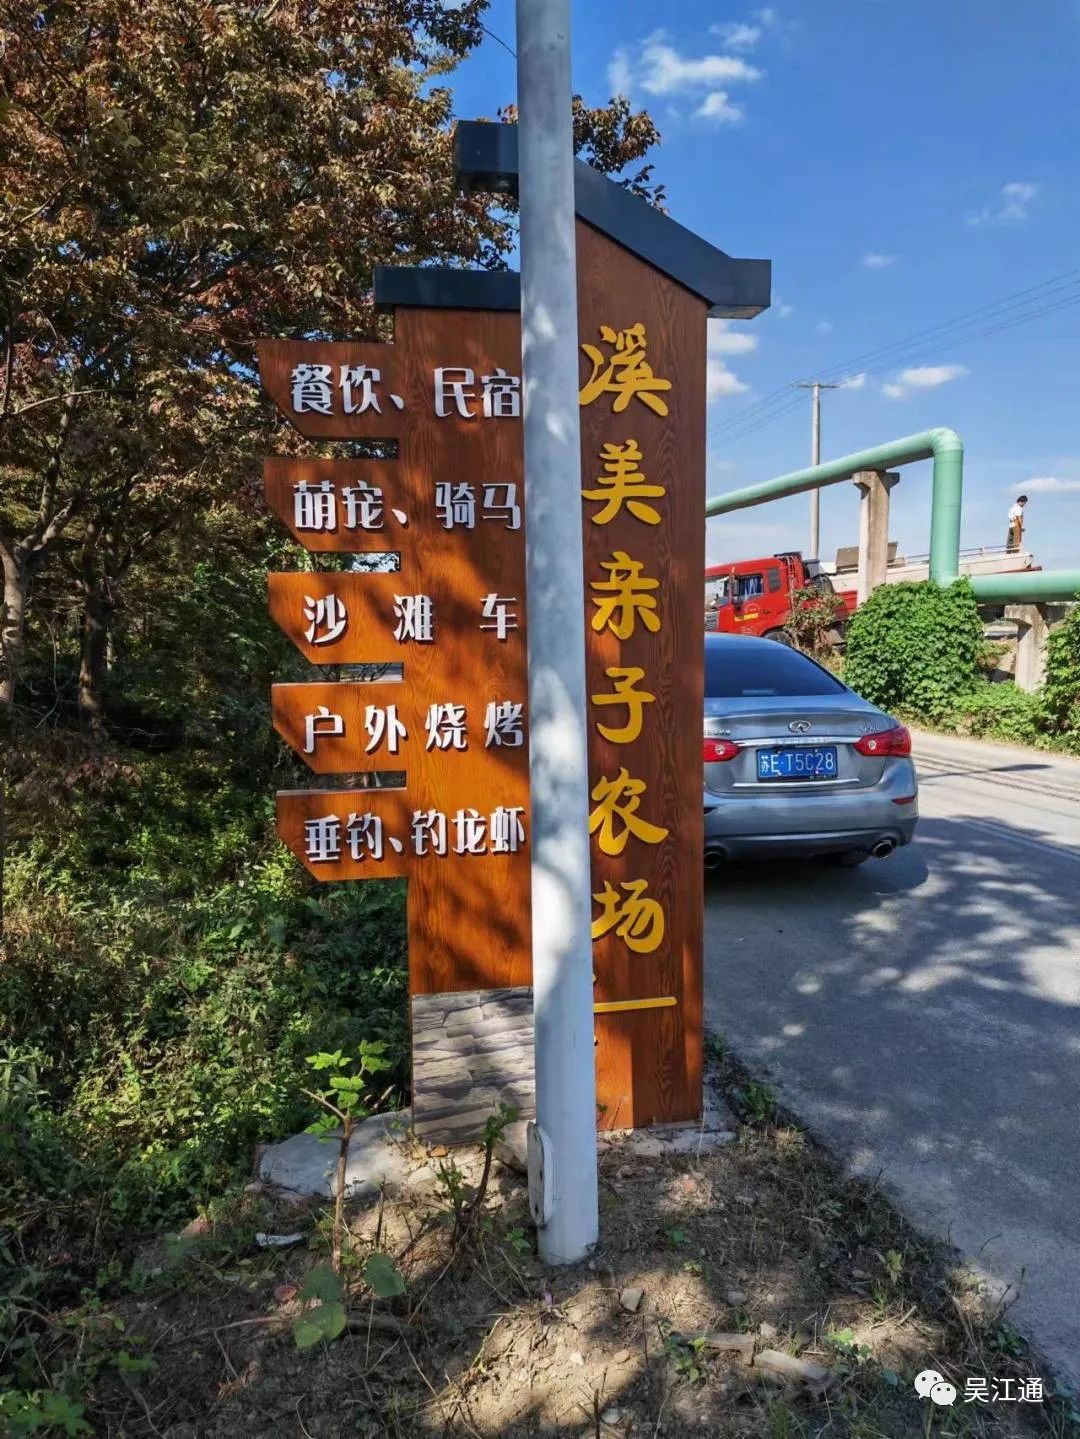 餐饮、民宿
萌宠、骑马
沙滩车
户外烧烤
垂钓、钓龙虾
溪美亲子农场
苏E·T5C28
吴江通